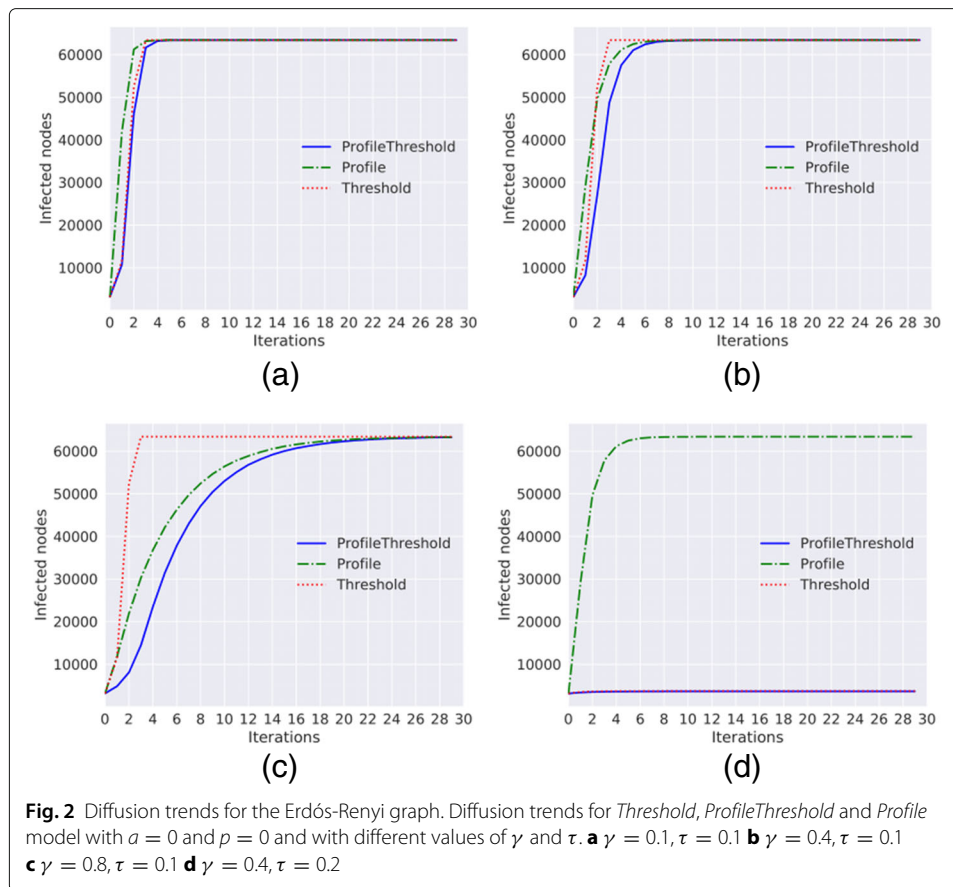 60000
50000
40000
30000
20000
10000
Infected nodes
ProfileThreshold
Profile
Threshold
0 2 4 6 8 10 12 14 16 18 20 22 24 26 28 30
Iterations
(a)
60000
50000
40000
30000
20000
10000
Infected nodes
ProfileThreshold
Profile
Threshold
0 2 4 6 8 10 12 14 16 18 20 22 24 26 28 30
Iterations
(b)
60000
50000
40000
30000
20000
10000
Infected nodes
ProfileThreshold
Profile
Threshold
0 2 4 6 8 10 12 14 16 18 20 22 24 26 28 30
Iterations
(c)
60000
50000
40000
30000
20000
10000
Infected nodes
ProfileThreshold
Profile
Threshold
0 2 4 6 8 10 12 14 16 18 20 22 24 26 28 30
Iterations
(d)
Fig. 2 Diffusion trends for the Erdós-Renyi graph. Diffusion trends for Threshold, ProfileThreshold and Profile
model with a = 0 and p = 0 and with different values of γ and τ. a γ = 0.1, τ = 0.1 b γ = 0.4, τ = 0.1
c γ = 0.8, τ = 0.1 d γ = 0.4, τ = 0.2